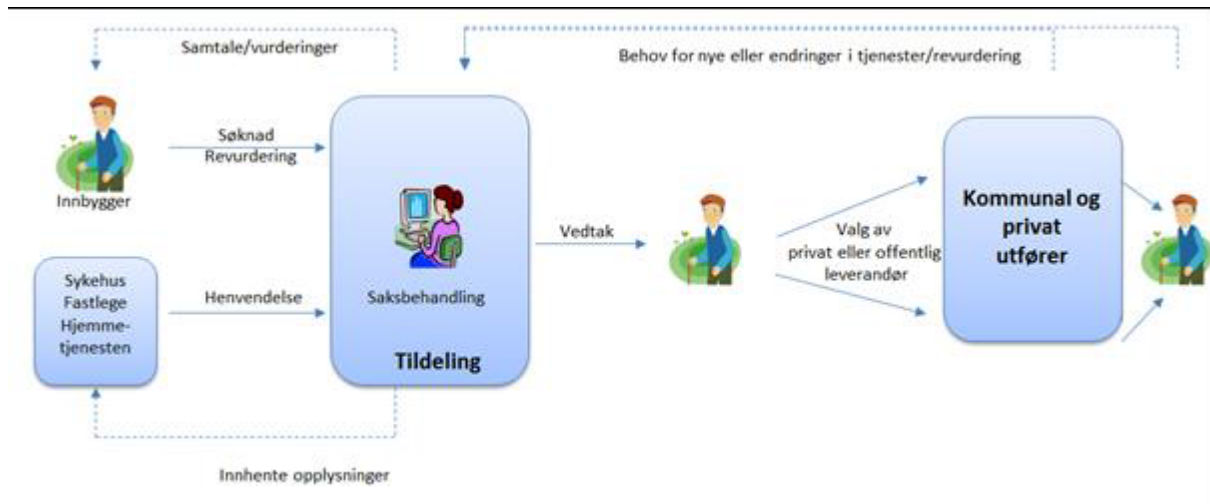 Samtale/vurderinger
Behov for nye eller endringer i tjenester/revurdering
Søknad
Revurdering
Innbygger
Sykehus
Fastlege
Hjemme-
tjenesten
Henvendelse
Saksbehandling
Tildeling
Vedtak
Valg av
privat eller offentlig
leverandør
Kommunal og
privat
utfører
Innhente opplysninger